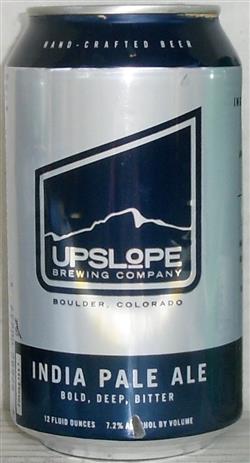 HAND-CRAFTED BEER
UPSLOPE
BREWING COMPANY
BOULDER, COLORADO
INDIA PALE ALE
BOLD, DEEP, BITTER
12 FLUID OUNCES 7.2% ALCOHOL BY VOLUME